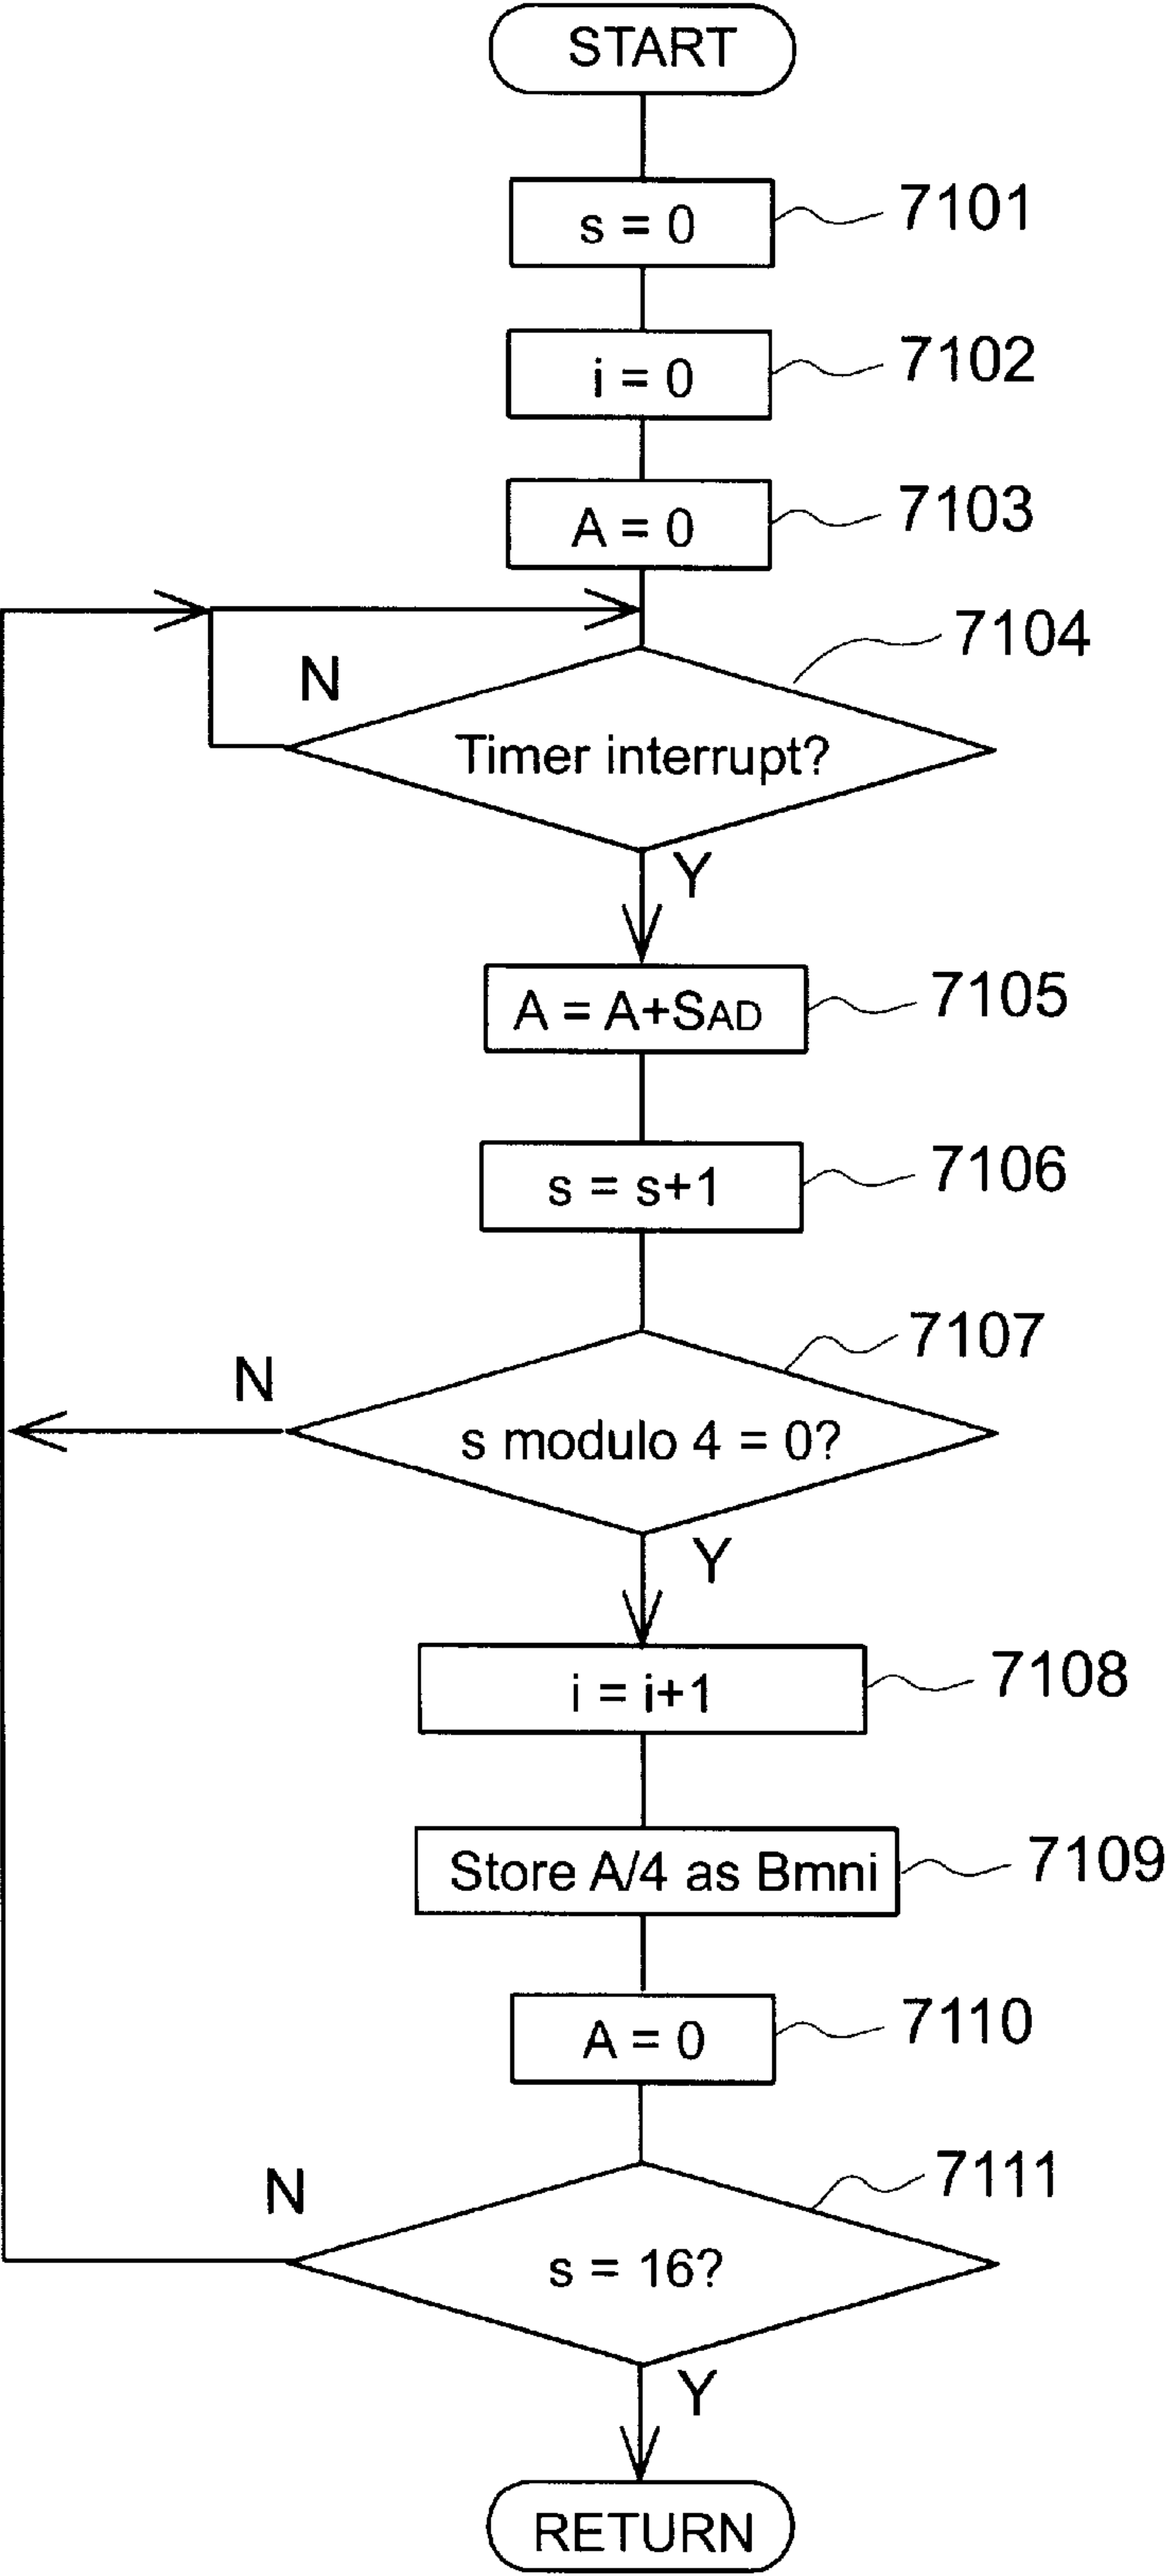 START
s = 0
7101
i = 0
7102
A = 0
7103
7104
N
Timer interrupt?
Y
A = A+SAD
7105
s = s+1
7106
7107
N
s modulo 4 = 0?
Y
i = i+1
7108
Store A/4 as Bmni
7109
A = 0
7110
7111
N
s = 16?
Y
RETURN